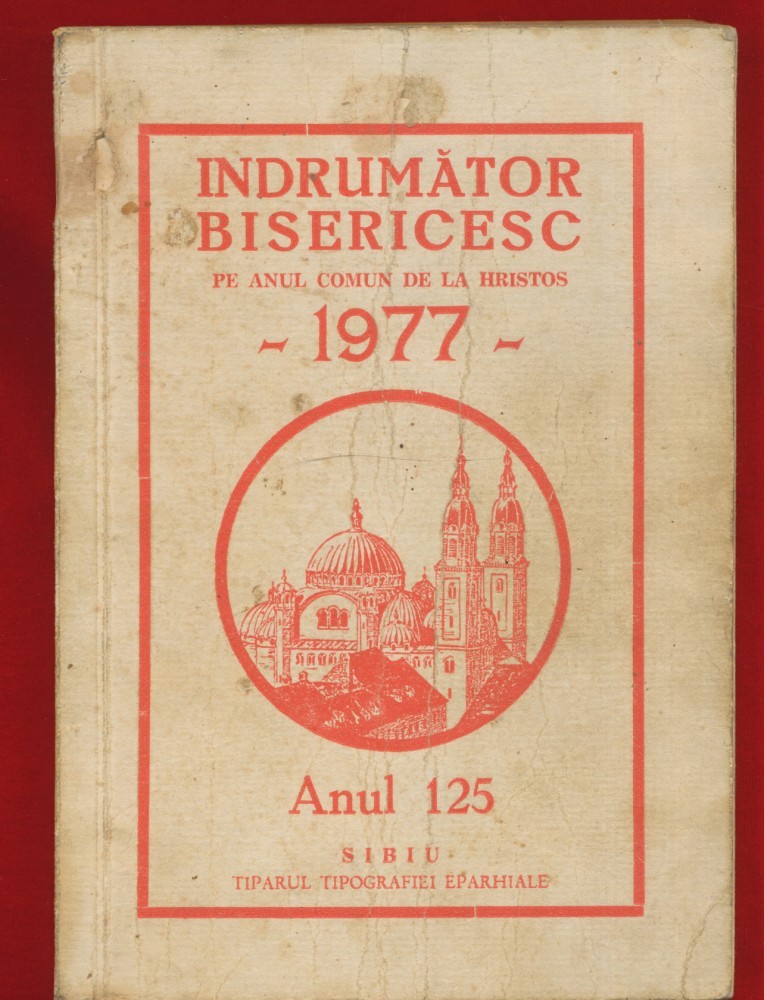 INDRUMĂTOR
BISERICESC
PE ANUL COMUN DE LA HRISTOS
- 1977 -
Anul 125
SIBIU
TIPARUL TIPOGRAFIEI EPARHIALE